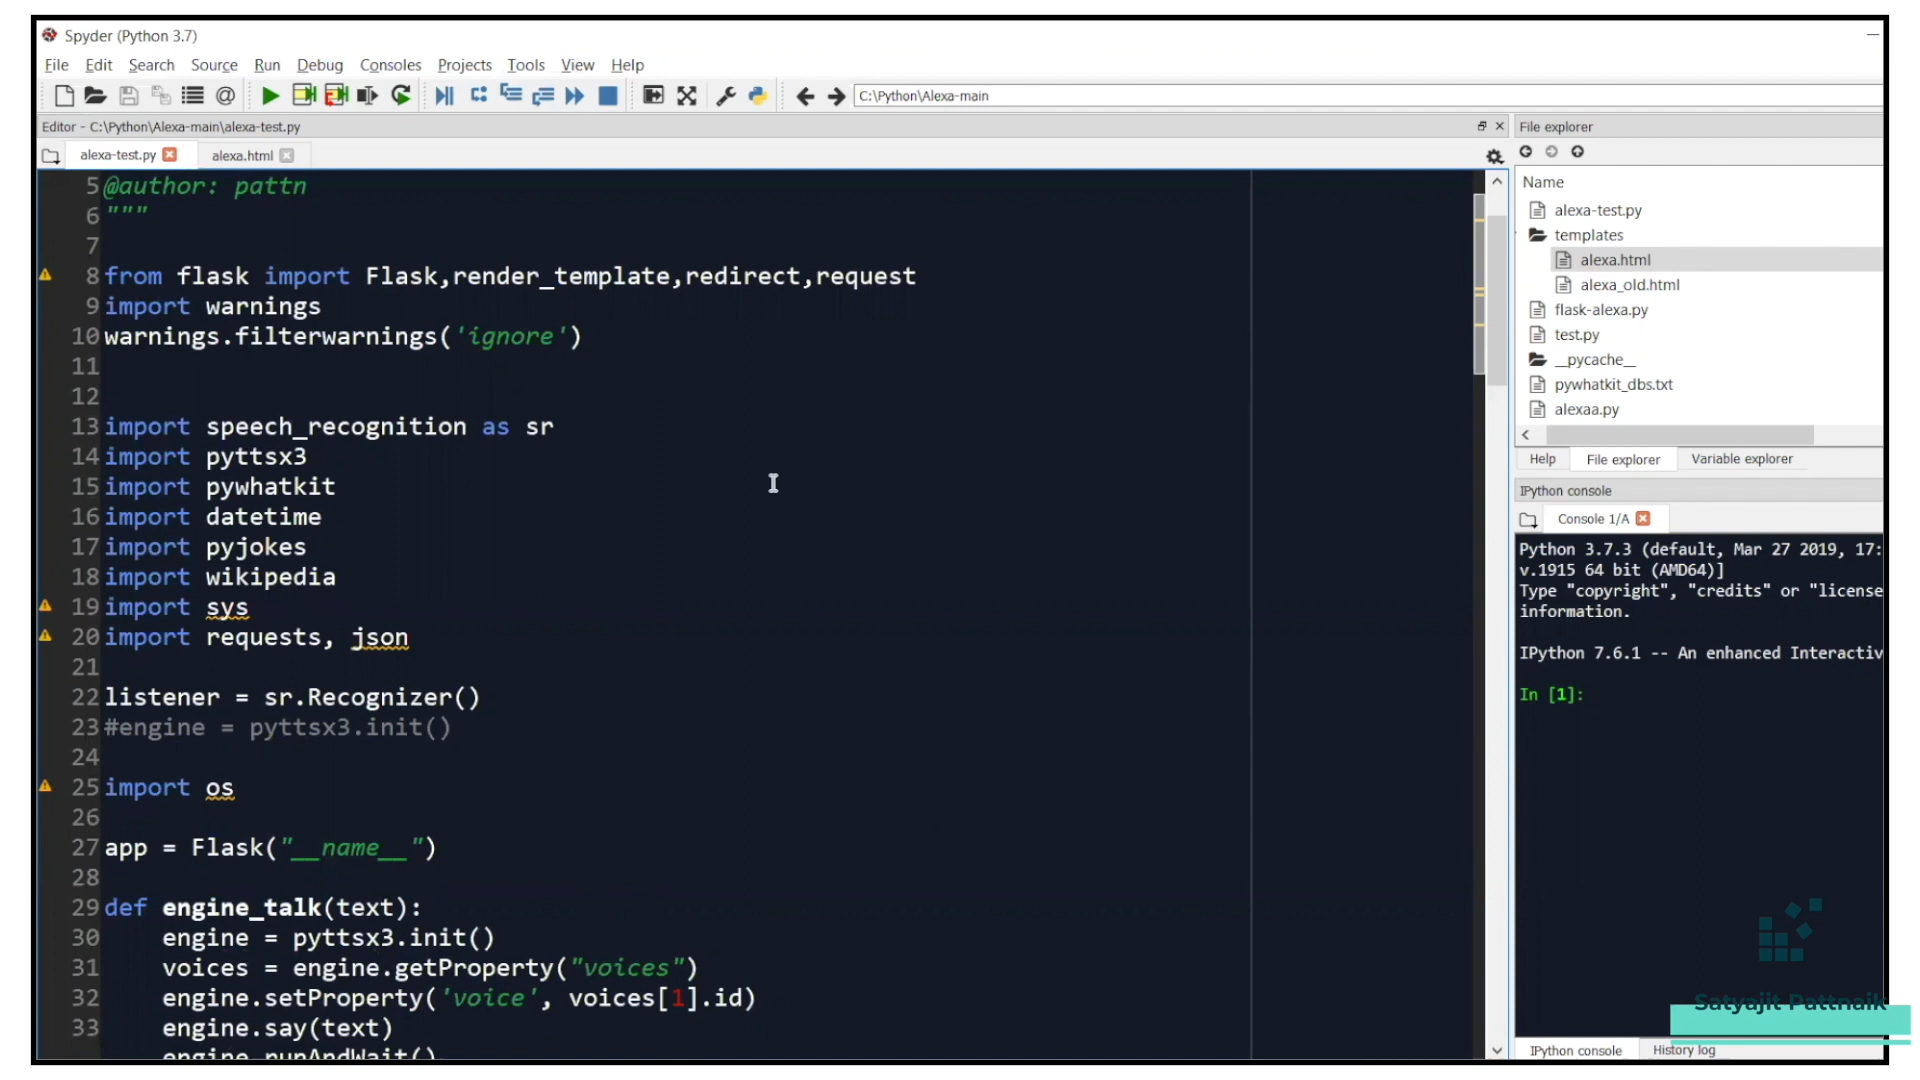 Spyder (Python 3.7)
File Edit Search Source Run Debug Consoles Projects Tools View Help
C:\Python\Alexa-main
Editor - C:\Python\Alexa-main\alexa-test.py
alexa-test.py
alexa.html
5 @author: pattn
6 """
7
8 from flask import Flask,render_template,redirect,request
9 import warnings
10 warnings.filterwarnings('ignore')
11
12
13 import speech_recognition as sr
14 import pyttsx3
15 import pywhatkit
16 import datetime
17 import pyjokes
18 import wikipedia
19 import sys
20 import requests, json
21
22 listener = sr.Recognizer()
23 #engine = pyttsx3.init()
24
25 import os
26
27 app = Flask("__name__")
28
29 def engine_talk(text):
30     engine = pyttsx3.init()
31     voices = engine.getProperty("voices")
32     engine.setProperty('voice', voices[1].id)
33     engine.say(text)
engine.runAndWait()
File explorer
Name
alexa-test.py
templates
alexa.html
alexa_old.html
flask-alexa.py
test.py
__pycache__
pywhatkit_dbs.txt
alexaa.py
Help File explorer Variable explorer
IPython console
Console 1/A
Python 3.7.3 (default, Mar 27 2019, 17:
v.1915 64 bit (AMD64)]
Type "copyright", "credits" or "license
information.
IPython 7.6.1 -- An enhanced Interactiv
In [1]:
Satyajit Pattnaik
IPython console History log